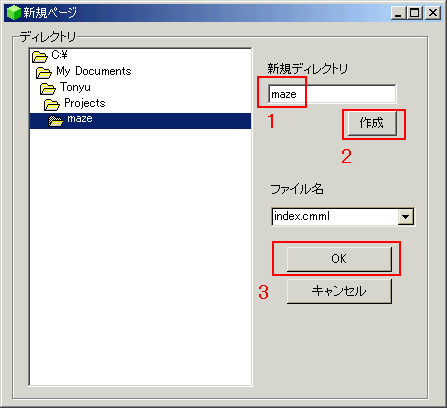 新規ページ
ディレクトリ
C:¥
My Documents
Tonyu
Projects
maze
新規ディレクトリ
maze
1
作成
2
ファイル名
index.cmml
OK
3
キャンセル